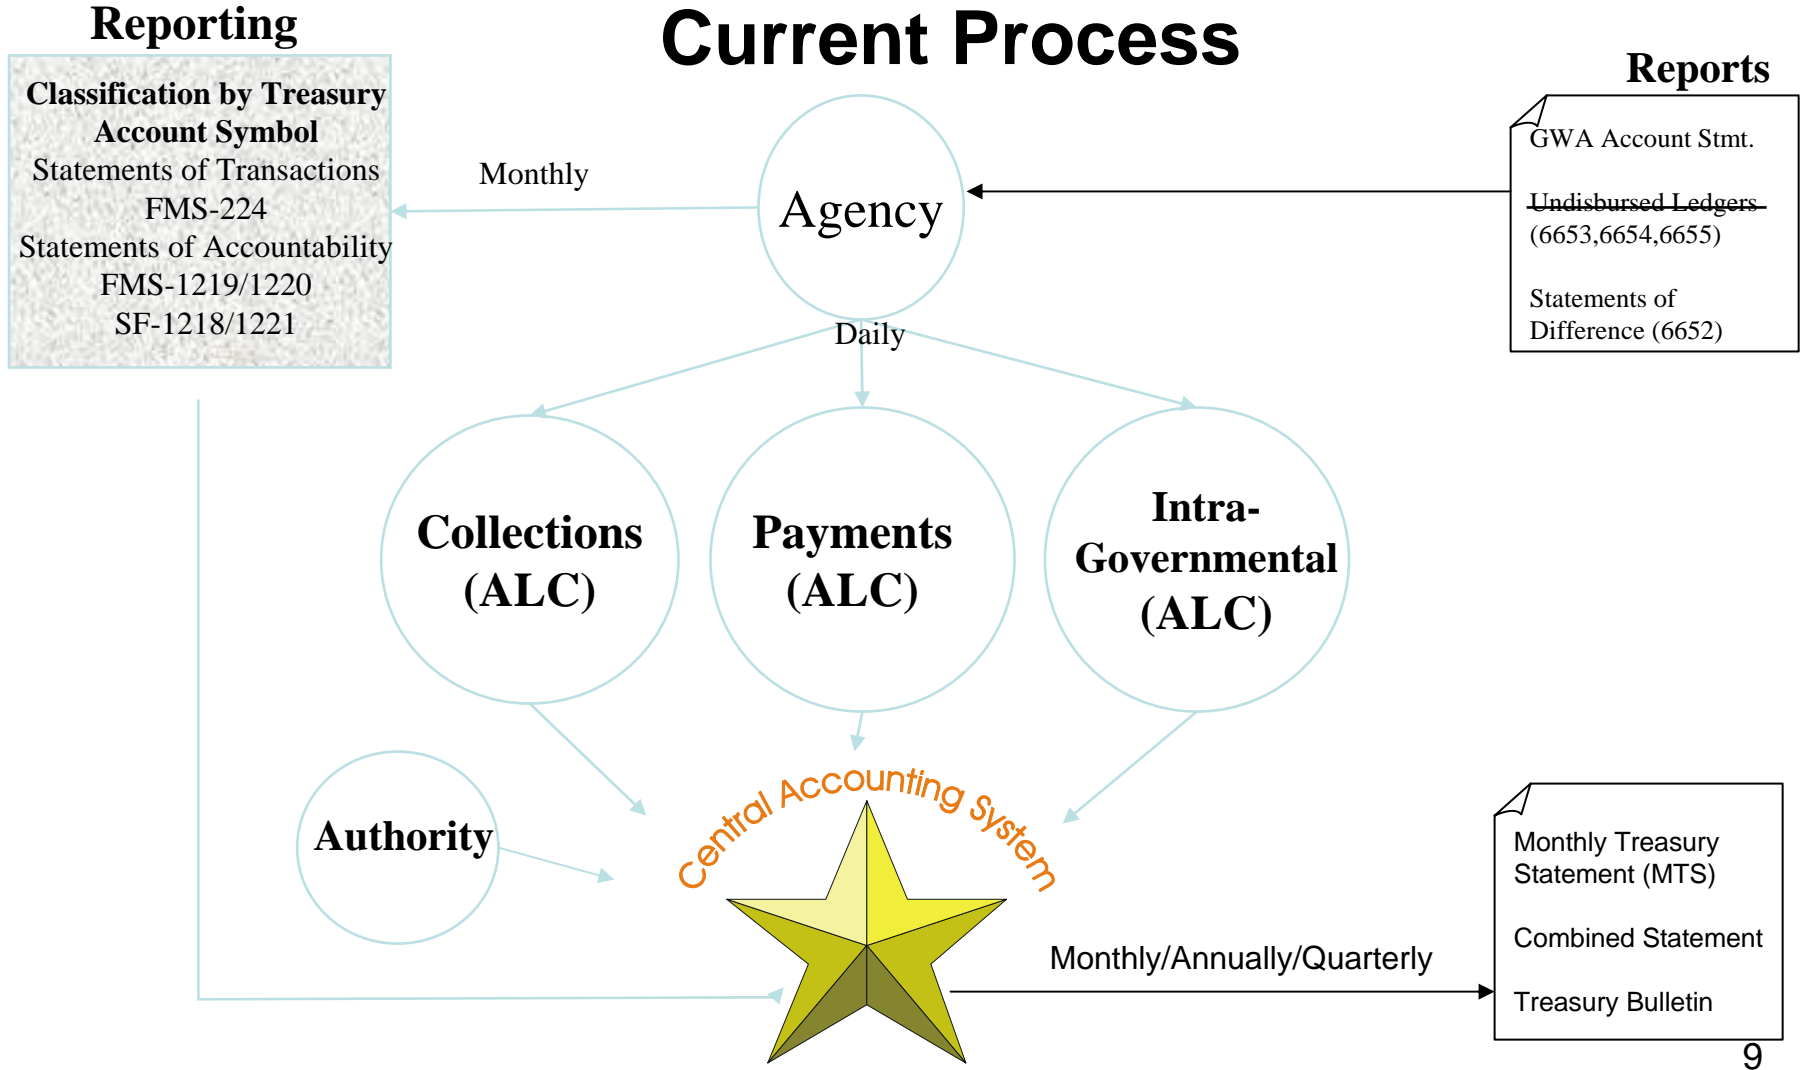 Current Process
Reporting
Classification by Treasury
Account Symbol
Statements of Transactions
FMS-224
Statements of Accountability
FMS-1219/1220
SF-1218/1221
Monthly
Agency
Reports
GWA Account Stmt.
Undisbursed Ledgers
(6653,6654,6655)
Statements of
Difference (6652)
Daily
Collections
(ALC)
Payments
(ALC)
Intra-
Governmental
(ALC)
Authority
Central Accounting System
Monthly/Annually/Quarterly
Monthly Treasury
Statement (MTS)
Combined Statement
Treasury Bulletin
9